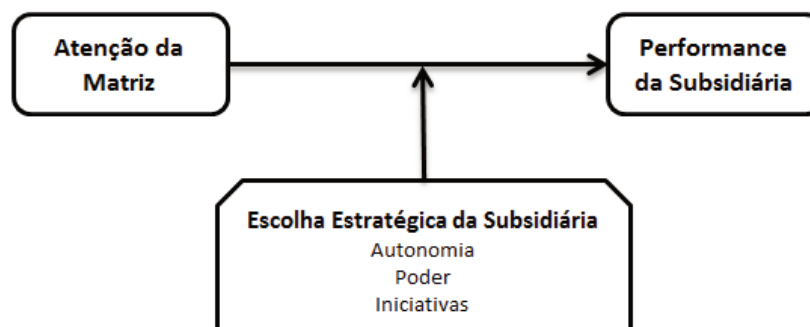 Atenção da
Matriz
Performance
da Subsidiária
Escolha Estratégica da Subsidiária
Autonomia
Poder
Iniciativas